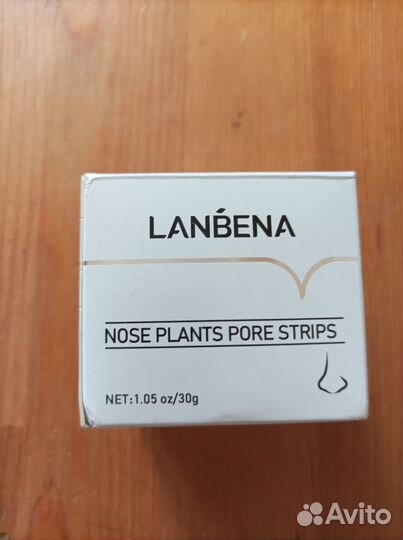 LANBENA
NOSE PLANTS PORE STRIPS
NET:1.05 oz/30g
Avito